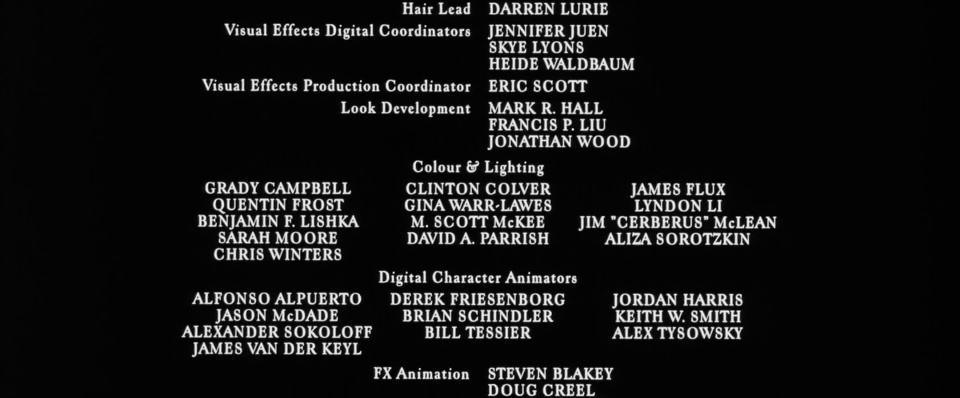 Hair Lead DARREN LURIE
Visual Effects Digital Coordinators JENNIFER JUEN
SKYE LYONS
HEIDE WALDBAUM
Visual Effects Production Coordinator ERIC SCOTT
Look Development MARK R. HALL
FRANCIS P. LIU
JONATHAN WOOD
Colour & Lighting
GRADY CAMPBELL CLINTON COLVER JAMES FLUX
QUENTIN FROST GINA WARR-LAWES LYNDON LI
BENJAMIN F. LISHKA M. SCOTT McKEE JIM "CERBERUS" McLEAN
SARAH MOORE DAVID A. PARRISH ALIZA SOROTZKIN
CHRIS WINTERS
Digital Character Animators
ALFONSO ALPUERTO DEREK FRIESENBORG JORDAN HARRIS
JASON McDADE BRIAN SCHINDLER KEITH W. SMITH
ALEXANDER SOKOLOFF BILL TESSIER ALEX TYSOWSKY
JAMES VAN DER KEYL
FX Animation STEVEN BLAKEY
DOUG CREEL